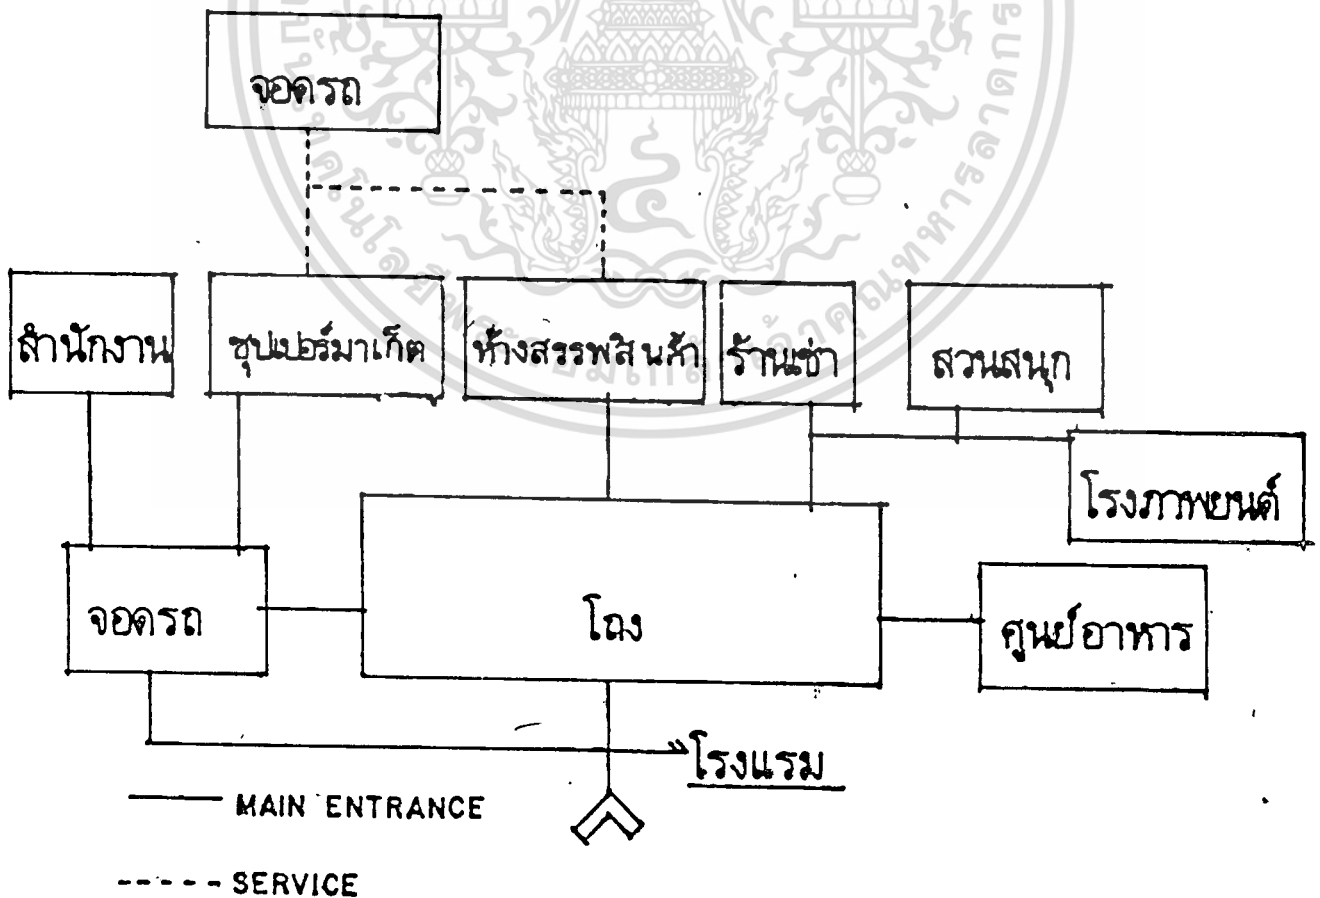 จอดรถ
สำนักงาน
ซุปเปอร์มาเก็ต
ห้างสรรพสินค้า
ร้านเช่า
สวนสนุก
โรงภาพยนต์
จอดรถ
โถง
ศูนย์อาหาร
โรงแรม
MAIN ENTRANCE
SERVICE